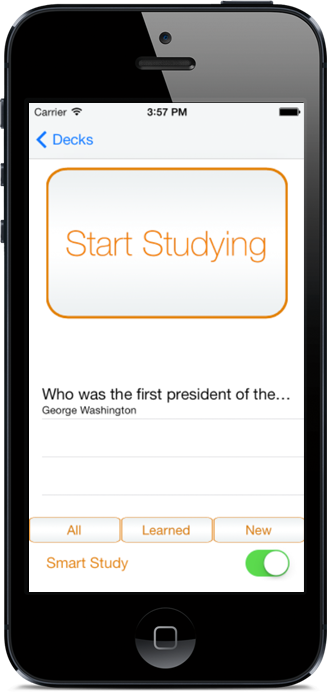 Carrier 3:57 PM
Decks
Start Studying
Who was the first president of the…
George Washington
All Learned New
Smart Study